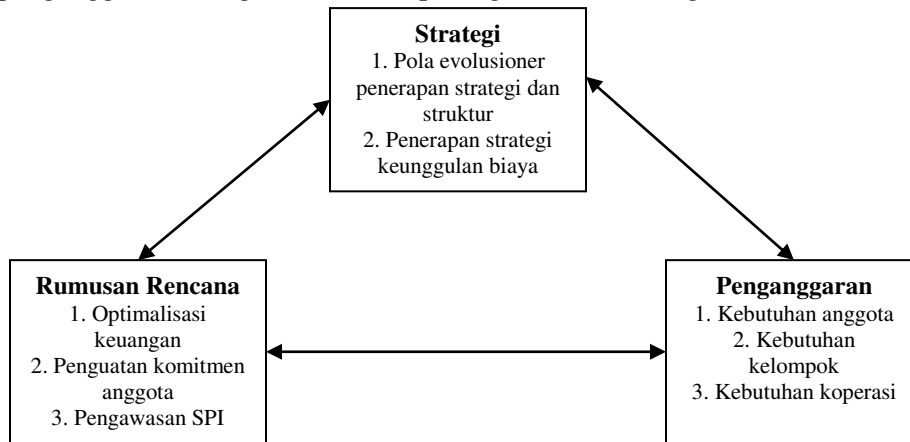 Strategi
1. Pola evolusioner
penerapan strategi dan
struktur
2. Penerapan strategi
keunggulan biaya
Rumusan Rencana
1. Optimalisasi
keuangan
2. Penguatan komitmen
anggota
3. Pengawasan SPI
Penganggaran
1. Kebutuhan anggota
2. Kebutuhan
kelompok
3. Kebutuhan koperasi